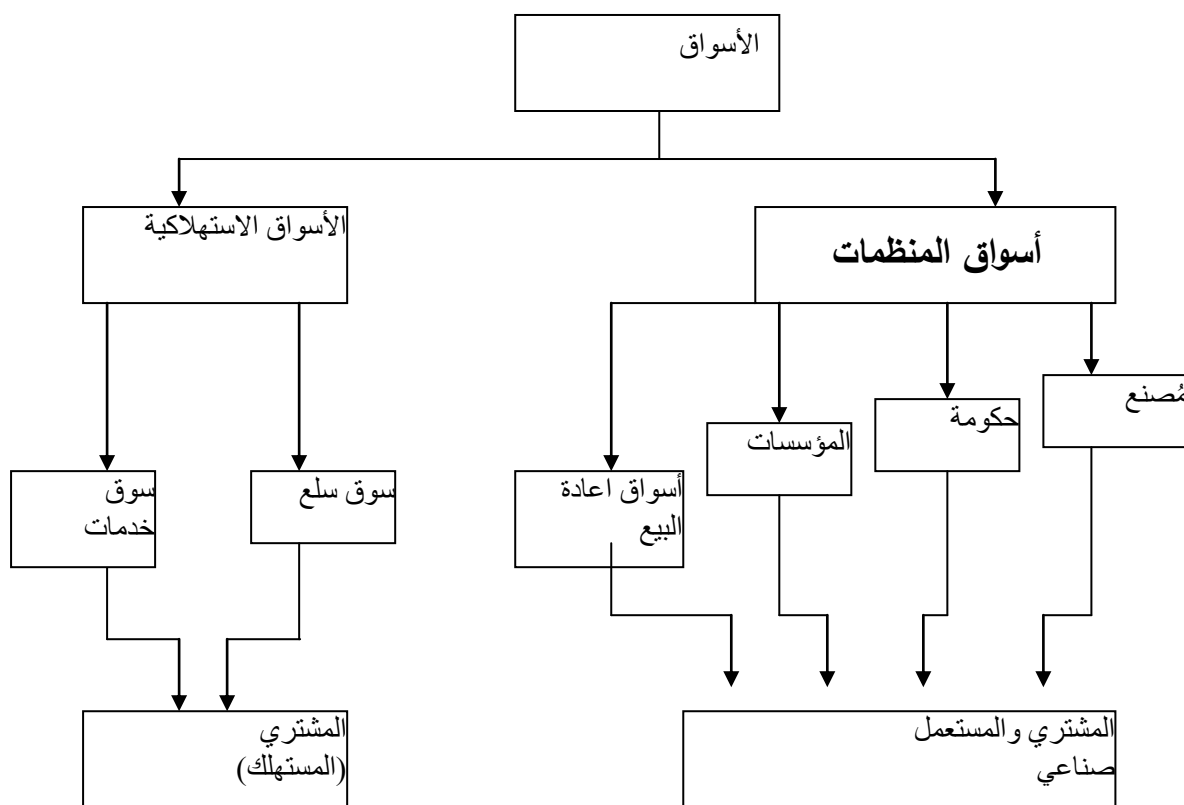 الأسواق
أسواق المنظمات
الأسواق الاستهلاكية
مُصنع
حكومة
المؤسسات
أسواق اعادة
البيع
سوق سلع
سوق
خدمات
المشتري والمستعمل
صناعي
المشتري
(المستهلك)